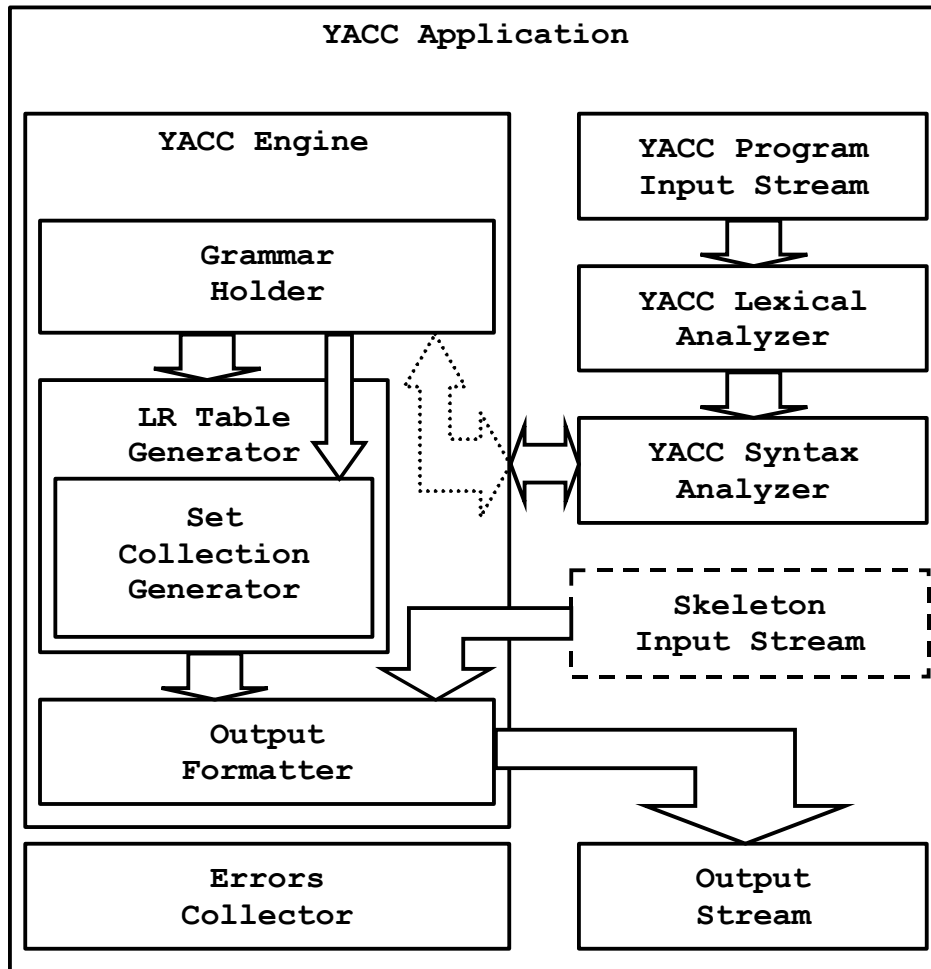 YACC Application
YACC Engine
Grammar
Holder
LR Table
Generator
Set
Collection
Generator
Output
Formatter
Errors
Collector
YACC Program
Input Stream
YACC Lexical
Analyzer
YACC Syntax
Analyzer
Skeleton
Input Stream
Output
Stream